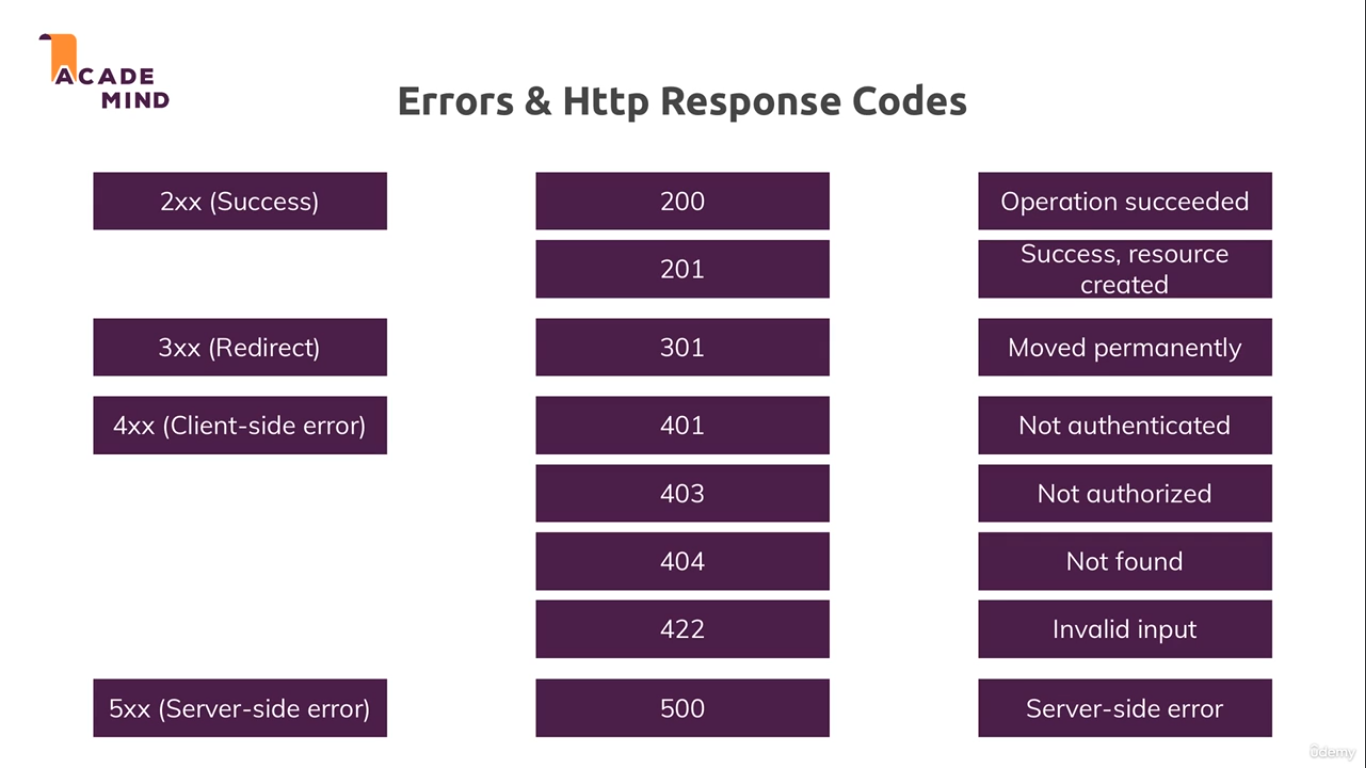 ACADE
MIND
Errors & Http Response Codes
2xx (Success)
200
Operation succeeded
201
Success, resource
created
3xx (Redirect)
301
Moved permanently
4xx (Client-side error)
401
Not authenticated
403
Not authorized
404
Not found
422
Invalid input
5xx (Server-side error)
500
Server-side error
ûdemy